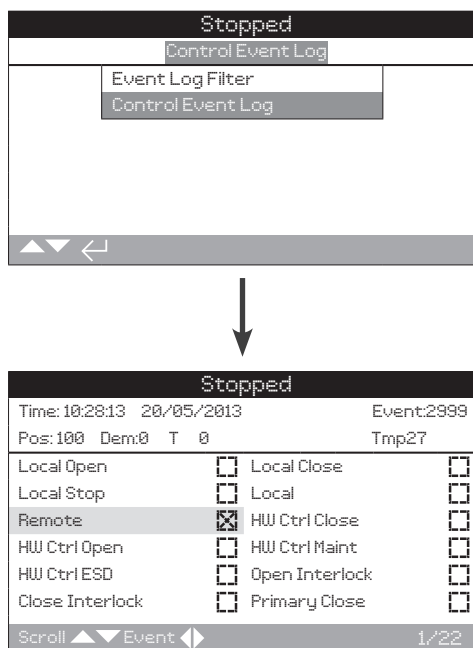 Stopped
Control Event Log
Event Log Filter
Control Event Log
Stopped
Time: 10:28:13 20/05/2013 Event:2999
Pos: 100 Dem:0 T 0 Tmp27
Local Open Local Close
Local Stop Local
Remote HW Ctrl Close
HW Ctrl Open HW Ctrl Maint
HW Ctrl ESD Open Interlock
Close Interlock Primary Close
Scroll Event 1/22